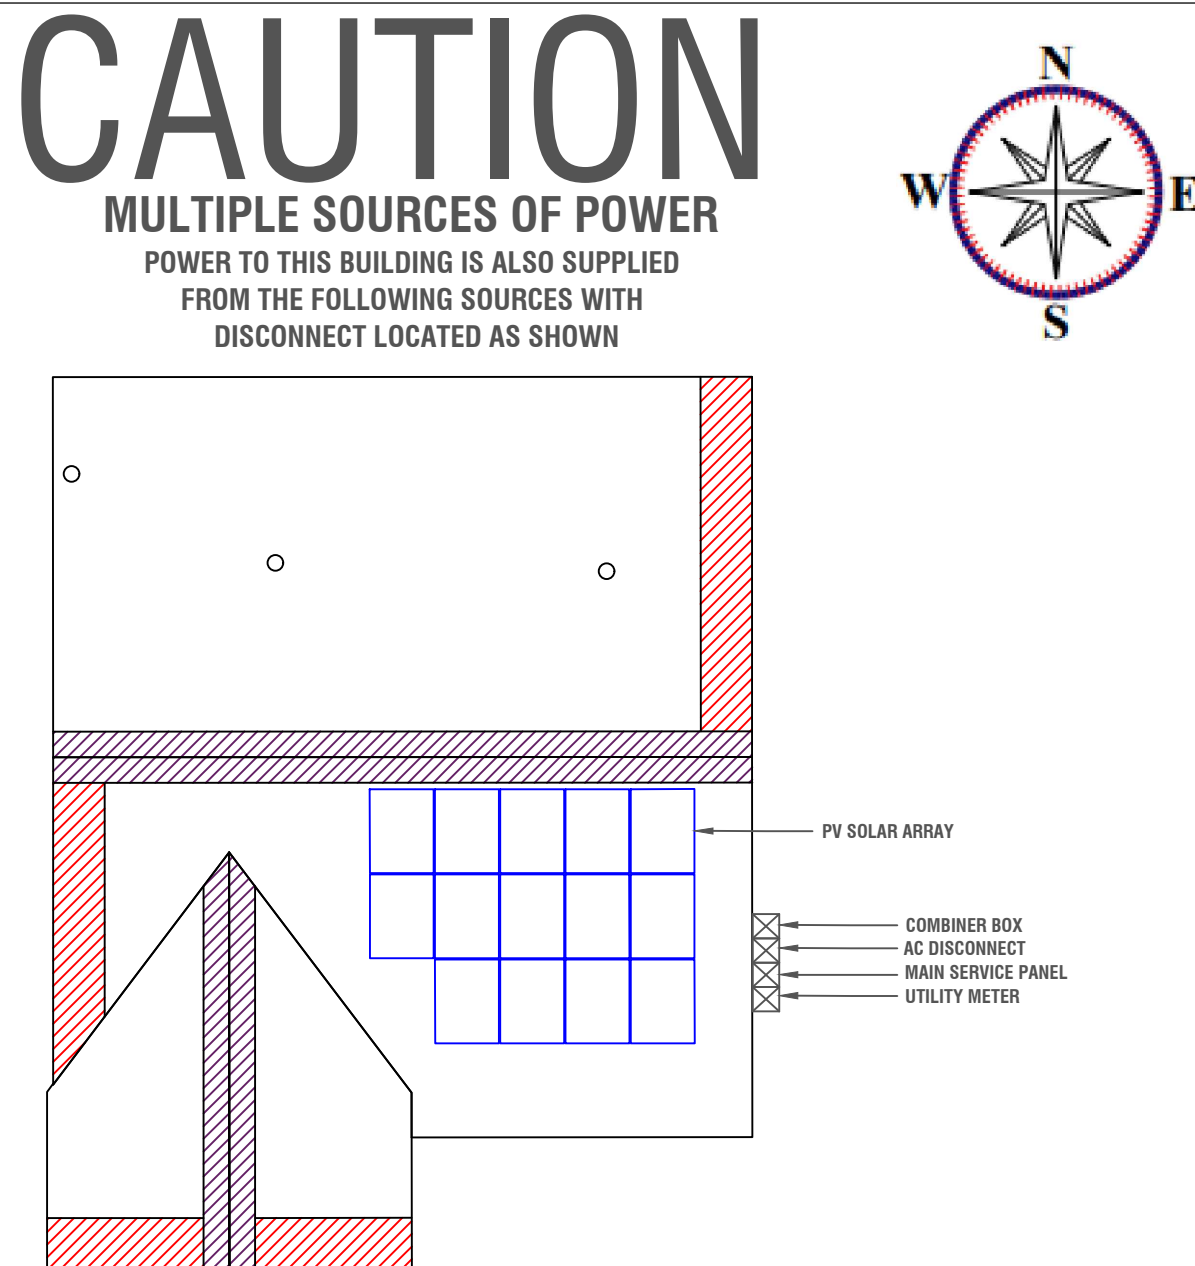 CAUTION
MULTIPLE SOURCES OF POWER
POWER TO THIS BUILDING IS ALSO SUPPLIED
FROM THE FOLLOWING SOURCES WITH
DISCONNECT LOCATED AS SHOWN
N
W
E
S
PV SOLAR ARRAY
COMBINER BOX
AC DISCONNECT
MAIN SERVICE PANEL
UTILITY METER